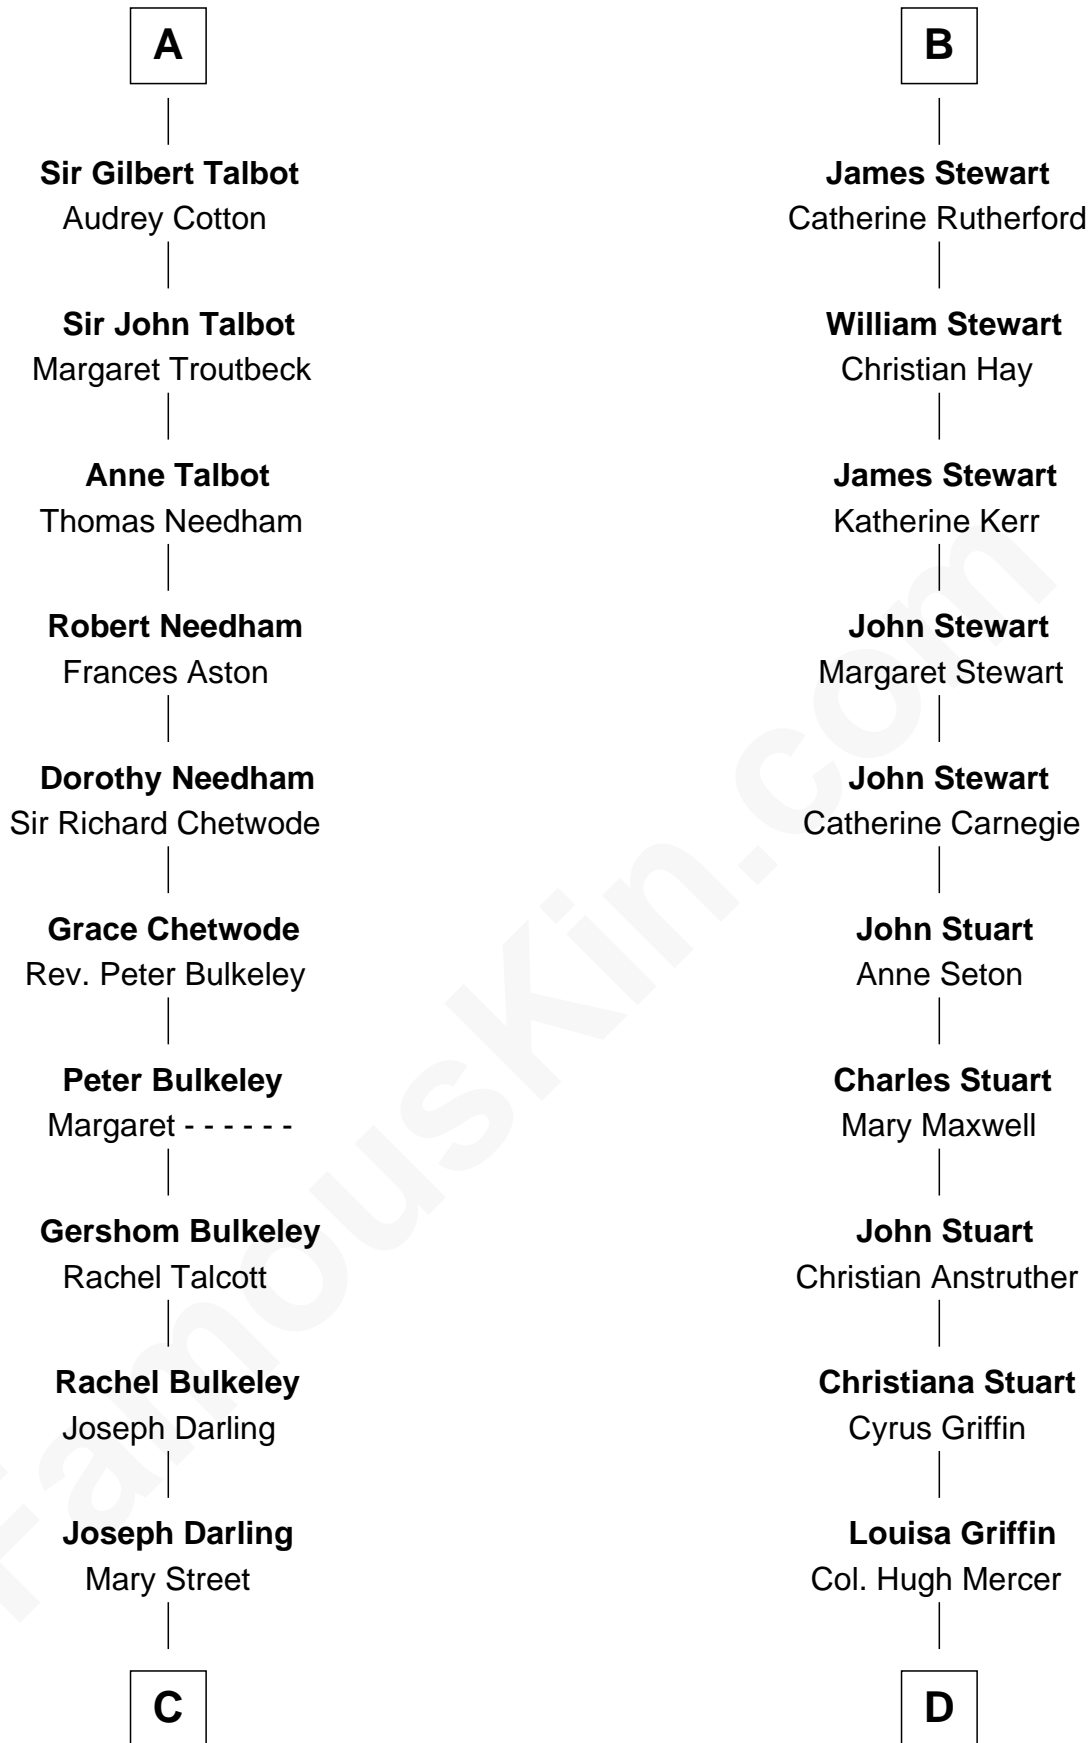 A
Sir Gilbert Talbot
Audrey Cotton
Sir John Talbot
Margaret Troutbeck
Anne Talbot
Thomas Needham
Robert Needham
Frances Aston
Dorothy Needham
Sir Richard Chetwode
Grace Chetwode
Rev. Peter Bulkeley
Peter Bulkeley
Margaret - - - - - -
Gershom Bulkeley
Rachel Talcott
Rachel Bulkeley
Joseph Darling
Joseph Darling
Mary Street
C
B
James Stewart
Catherine Rutherford
William Stewart
Christian Hay
James Stewart
Katherine Kerr
John Stewart
Margaret Stewart
John Stewart
Catherine Carnegie
John Stuart
Anne Seton
Charles Stuart
Mary Maxwell
John Stuart
Christian Anstruther
Christiana Stuart
Cyrus Griffin
Louisa Griffin
Col. Hugh Mercer
D
FamousKin.com